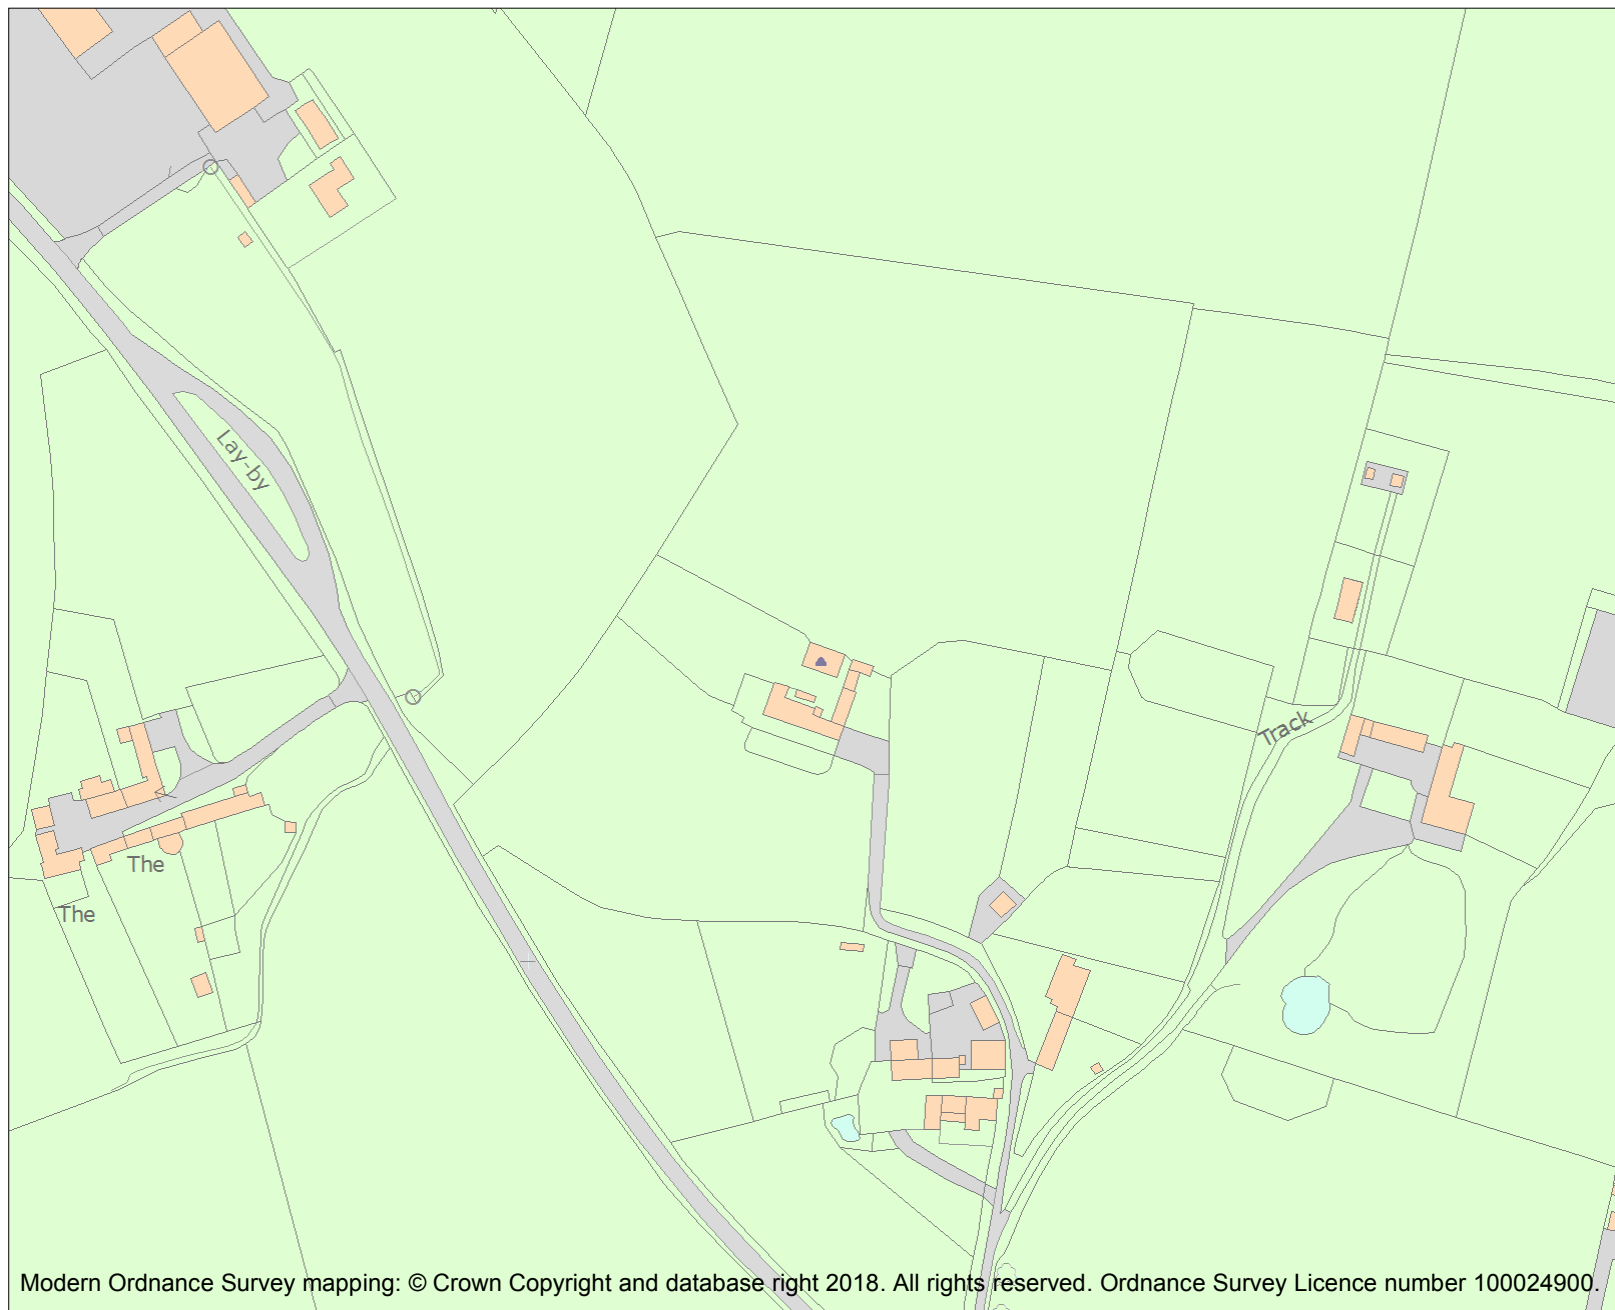 Lay-by
Track
The
The
Modern Ordnance Survey mapping: © Crown Copyright and database right 2018. All rights reserved. Ordnance Survey Licence number 100024900.